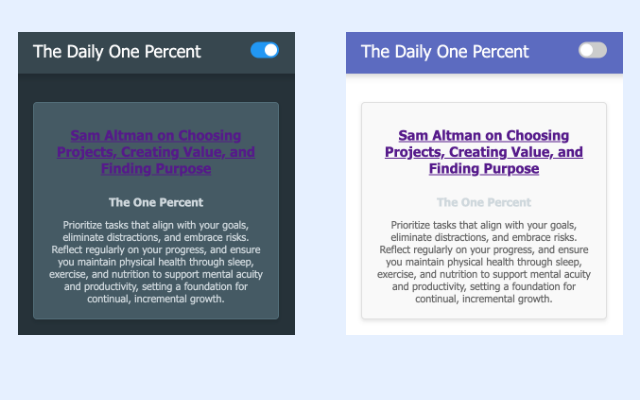 The Daily One Percent
Sam Altman on Choosing
Projects, Creating Value, and
Finding Purpose
The One Percent
Prioritize tasks that align with your goals,
eliminate distractions, and embrace risks.
Reflect regularly on your progress, and ensure
you maintain physical health through sleep,
exercise, and nutrition to support mental acuity
and productivity, setting a foundation for
continual, incremental growth.
The Daily One Percent
Sam Altman on Choosing
Projects, Creating Value, and
Finding Purpose
The One Percent
Prioritize tasks that align with your goals,
eliminate distractions, and embrace risks.
Reflect regularly on your progress, and ensure
you maintain physical health through sleep,
exercise, and nutrition to support mental acuity
and productivity, setting a foundation for
continual, incremental growth.